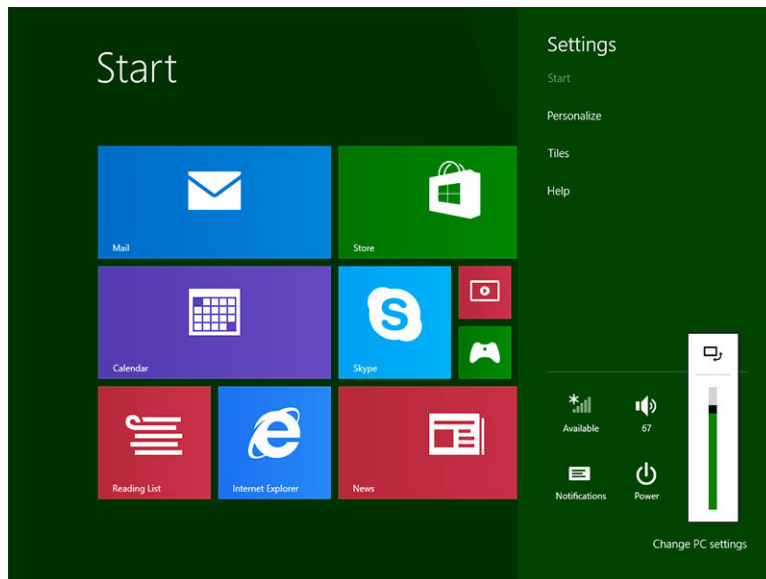 Start
Mail
Store
Calendar
Skype
Reading List
Internet Explorer
News
Settings
Start
Personalize
Tiles
Help
Available
67
Notifications
Power
Change PC settings